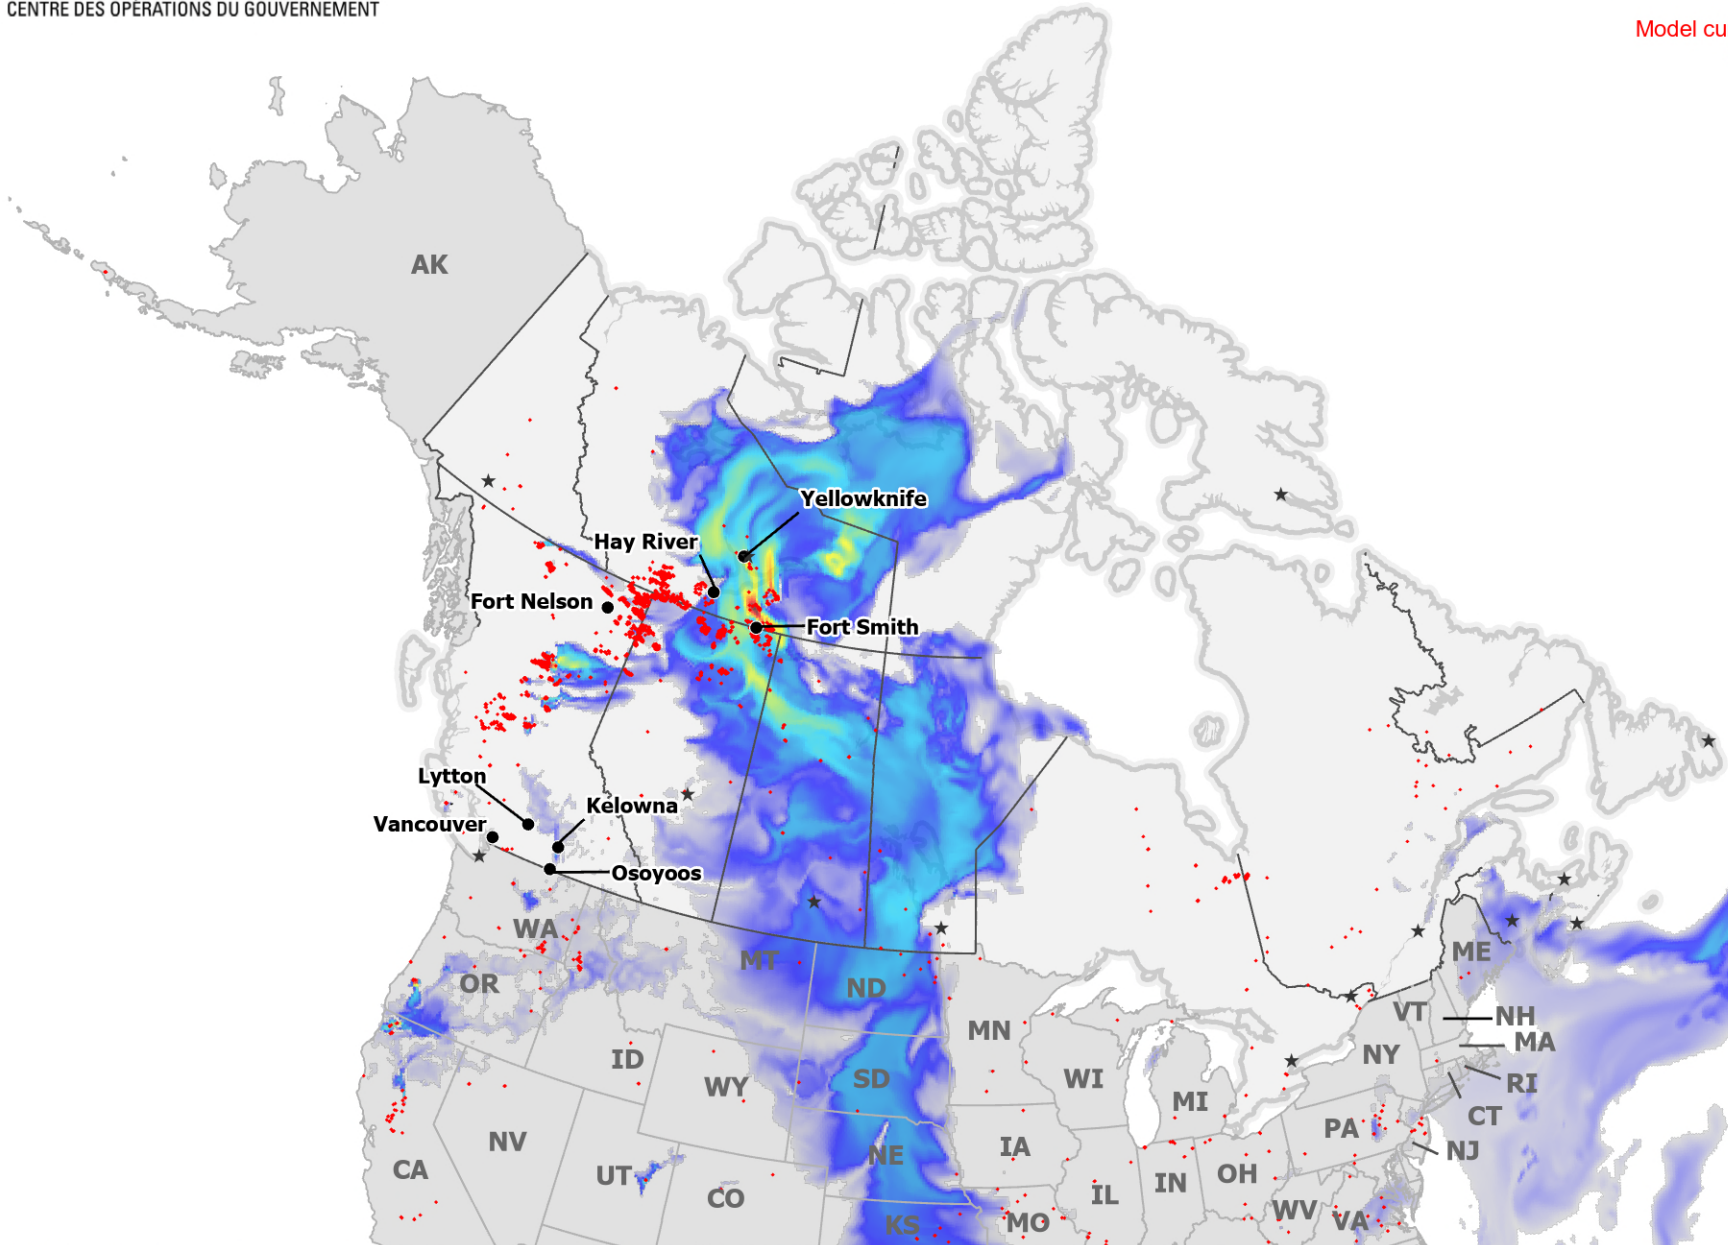 CENTRE DES OPÉRATIONS DU GOUVERNEMENT
Model cu
AK
Yellowknife
Hay River
Fort Nelson
Fort Smith
Lytton
Kelowna
Vancouver
Osoyoos
WA
MT
ME
OR
ND
VT
NH
MN
MA
NY
ID
WY
SD
WI
RI
MI
CT
NV
PA
IA
NE
NJ
CA
UT
CO
OH
IN
IL
WV
VA
MO
KS